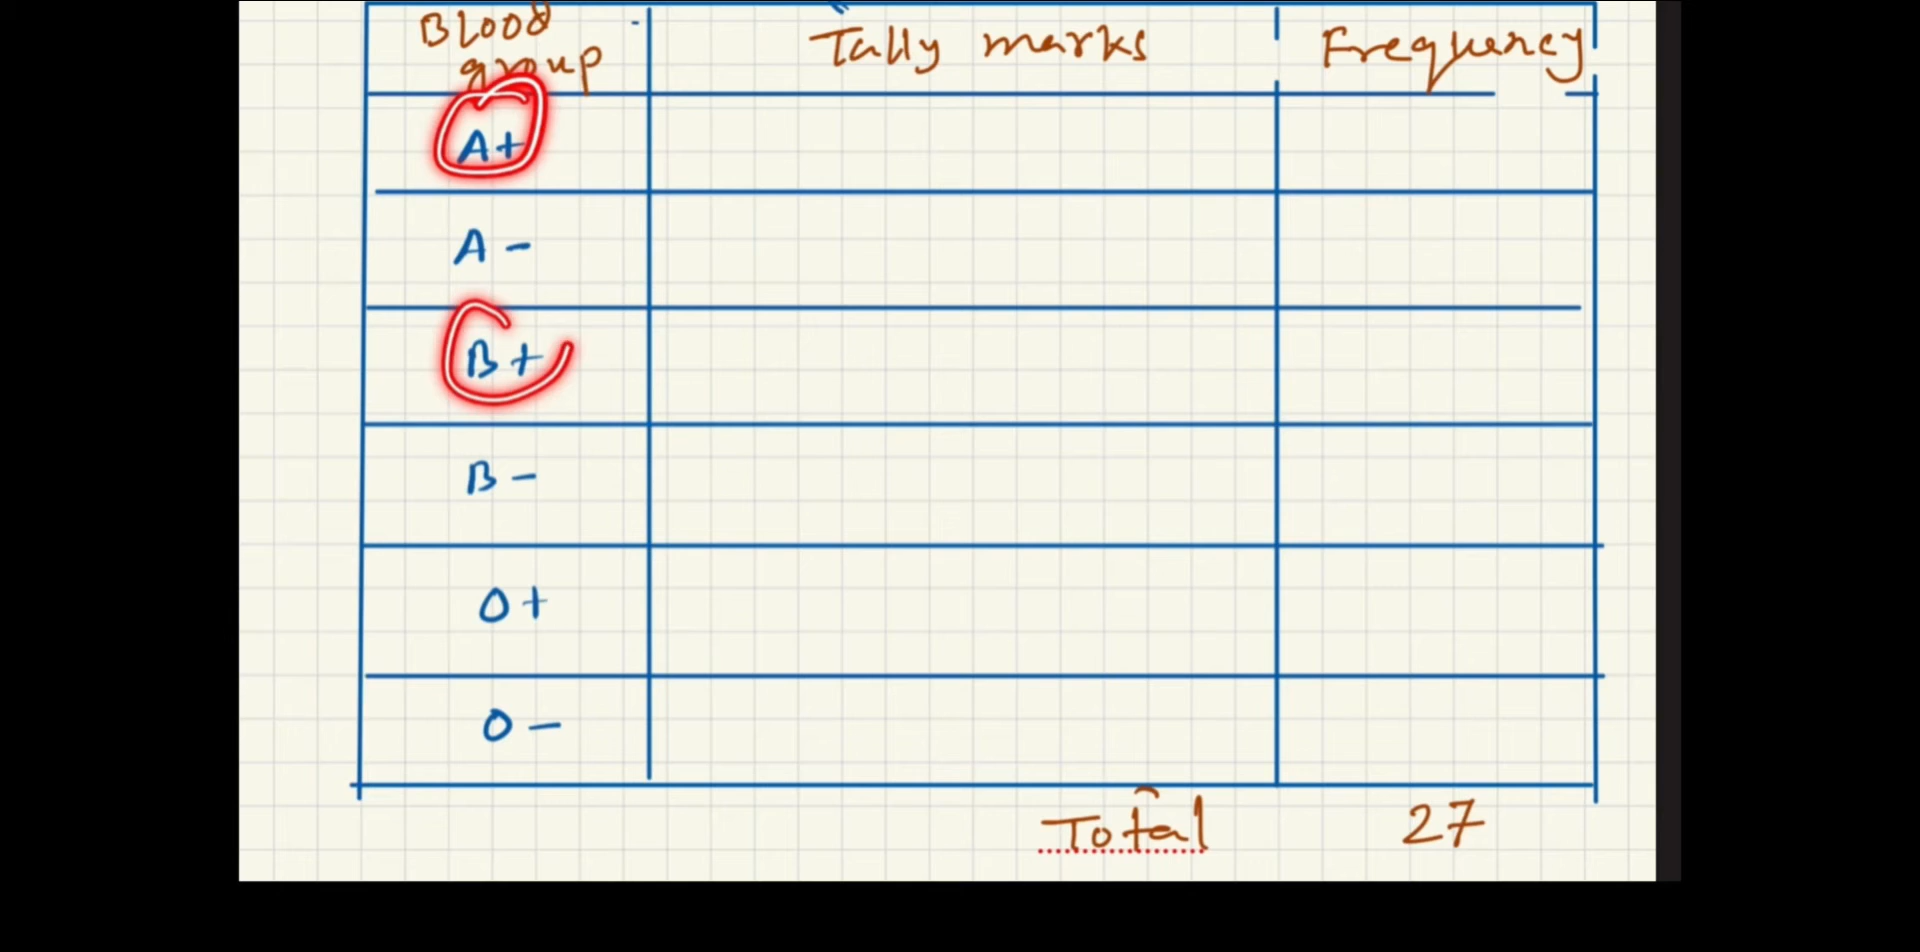 Blood group Tally marks Frequency
A+
A -
B +
B -
O +
O -
Total 27